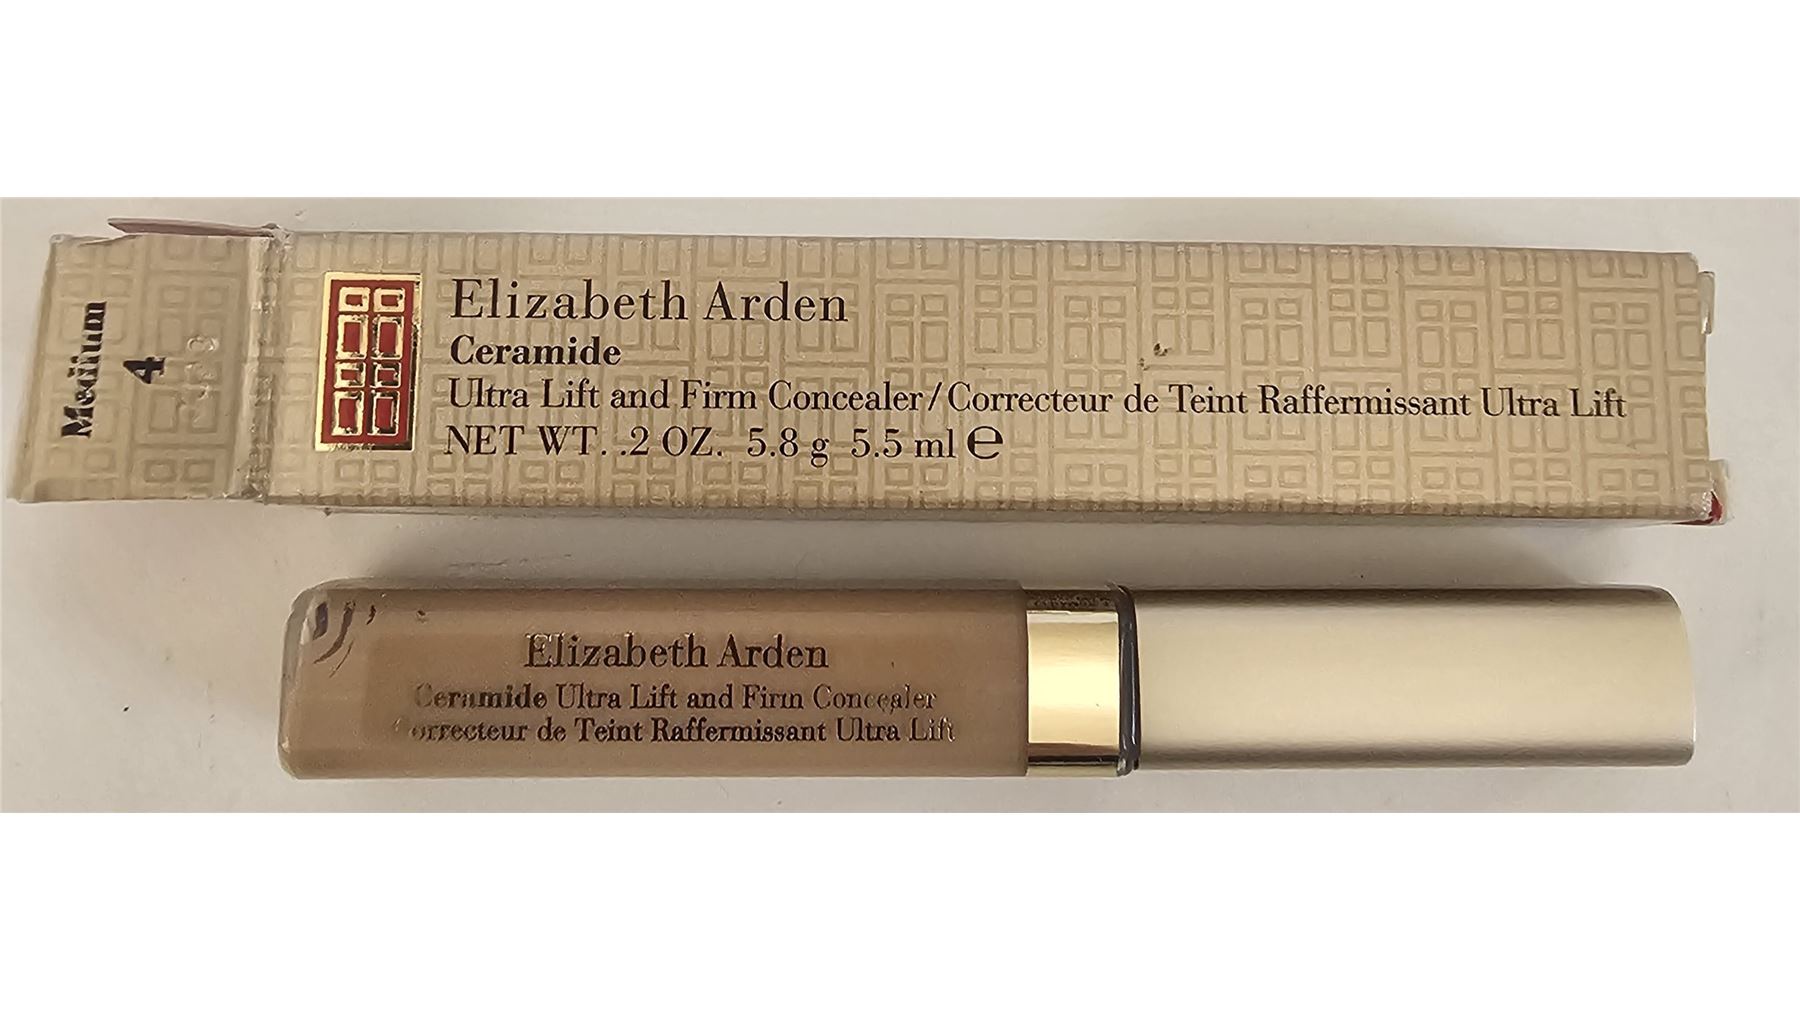 Medium
4
Elizabeth Arden
Ceramide
Ultra Lift and Firm Concealer/Correcteur de Teint Raffermissant Ultra Lift
NET WT. .2 OZ. 5.8 g 5.5 ml ℮
Elizabeth Arden
Ceramide Ultra Lift and Firm Concealer
Correcteur de Teint Raffermissant Ultra Lift